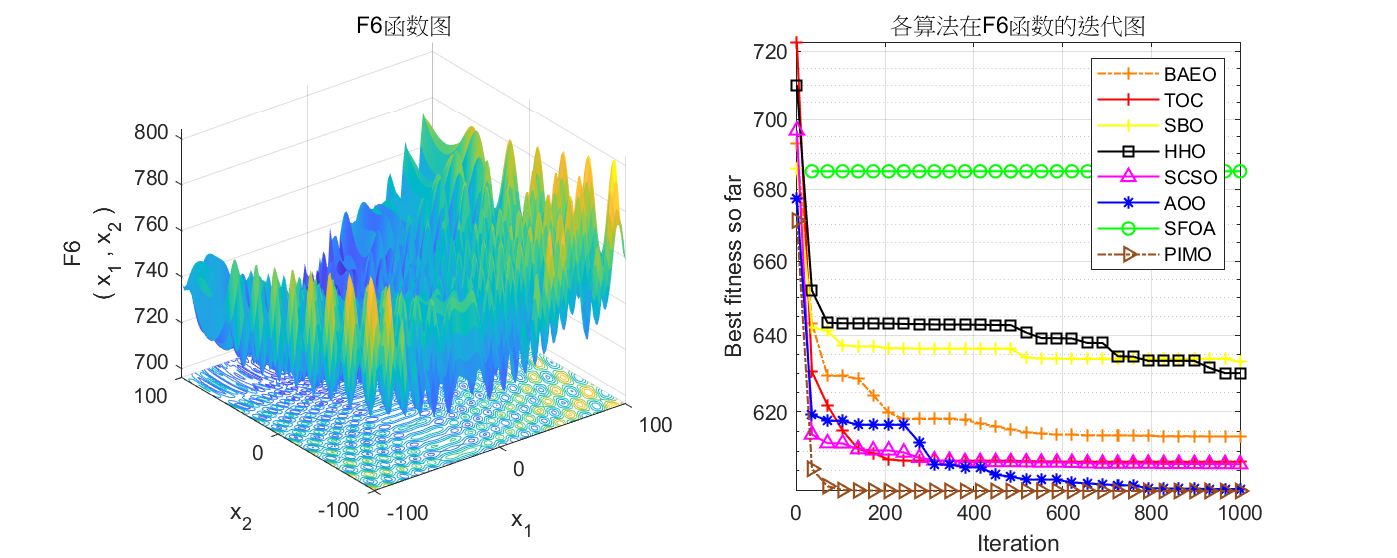 F6函数图
800
780
760
740
720
700
F6
( x1 , x2 )
100
0
-100
x2
-100
0
100
x1
各算法在F6函数的迭代图
720
700
680
660
640
620
Best fitness so far
0
200
400
600
800
1000
Iteration
BAEO
TOC
SBO
HHO
SCSO
AOO
SFOA
PIMO